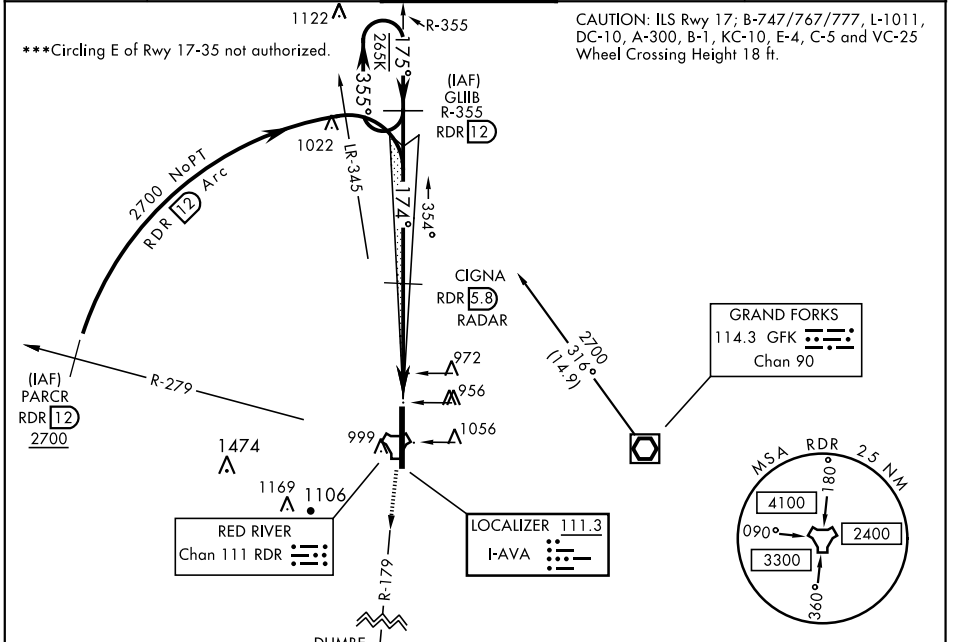 ***Circling E of Rwy 17-35 not authorized.
CAUTION: ILS Rwy 17; B-747/767/777, L-1011,
DC-10, A-300, B-1, KC-10, E-4, C-5 and VC-25
Wheel Crossing Height 18 ft.
1122
R-355
265K
175°
355°
(IAF)
GLIIB
R-355
RDR 12
1022
LR-345
2700 NoPT
RDR 12 Arc
174°
354°
CIGNA
RDR 5.8
RADAR
2700
316°
(14.9)
GRAND FORKS
114.3 GFK
Chan 90
(IAF)
PARCR
RDR 12
2700
R-279
972
956
1056
999
1474
1169
1106
RED RIVER
Chan 111 RDR
LOCALIZER 111.3
I-AVA
R-179
MSA RDR 25 NM
180°
4100
090°
2400
3300
360°